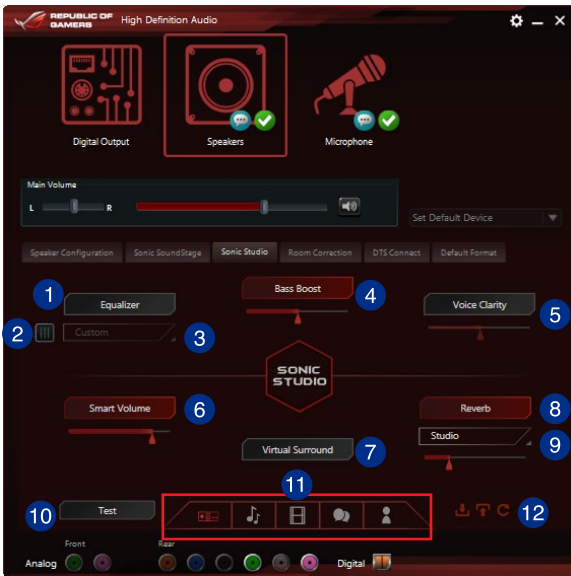 REPUBLIC OF
GAMERS
High Definition Audio
Digital Output
Speakers
Microphone
Main Volume
L R
Set Default Device
Speaker Configuration Sonic SoundStage Sonic Studio Room Correction DTS Connect Default Format
1 Equalizer
Bass Boost 4
Voice Clarity 5
2 Custom 3
SONIC
STUDIO
Smart Volume 6
Reverb 8
Studio 9
Virtual Surround 7
11
10 Test
12
Front Rear
Analog Digital